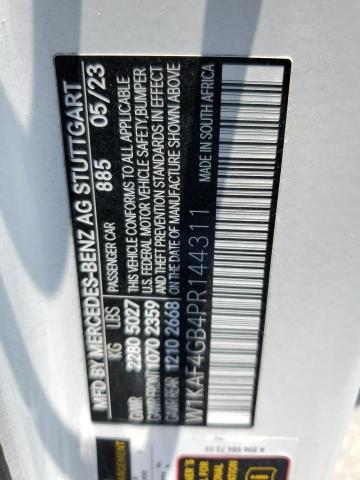 MFD BY MERCEDES-BENZ AG STUTTGART
PASSENGER CAR 885 05/23
KG LBS
GVWR 2280 5027
GAWR FRONT 1070 2359
GAWR REAR 1210 2668
THIS VEHICLE CONFORMS TO ALL APPLICABLE
U.S. FEDERAL MOTOR VEHICLE SAFETY, BUMPER
AND THEFT PREVENTION STANDARDS IN EFFECT
ON THE DATE OF MANUFACTURE SHOWN ABOVE
W1KAF4GB4PR144311
MADE IN SOUTH AFRICA